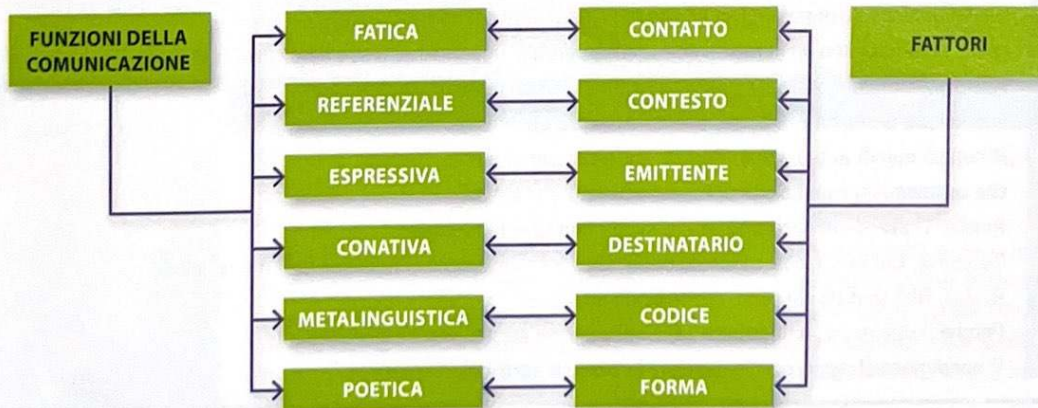 FUNZIONI DELLA
COMUNICAZIONE
FATICA
CONTATTO
FATTORI
REFERENZIALE
CONTESTO
ESPRESSIVA
EMITTENTE
CONATIVA
DESTINATARIO
METALINGUISTICA
CODICE
POETICA
FORMA